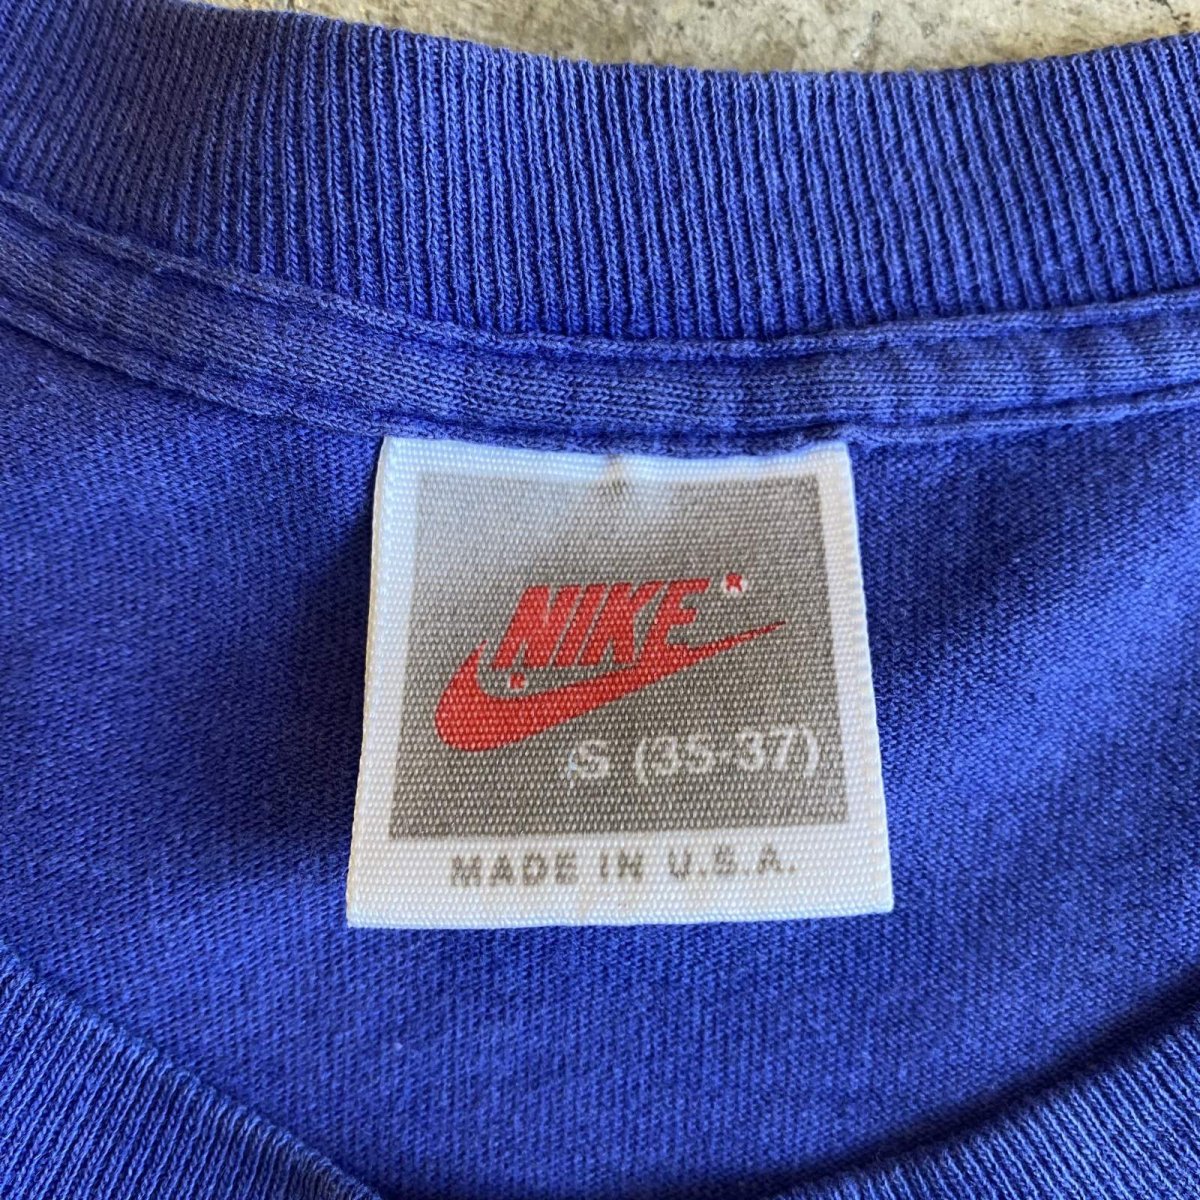 NIKE®
®
S (35-37)
MADE IN U.S.A.